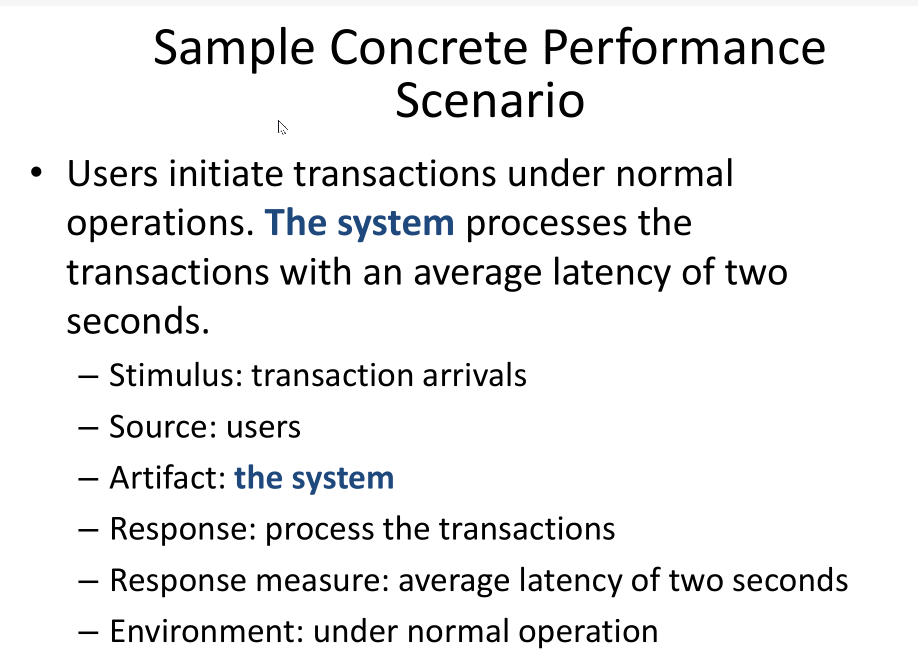 Sample Concrete Performance
Scenario
• Users initiate transactions under normal
operations. The system processes the
transactions with an average latency of two
seconds.
– Stimulus: transaction arrivals
– Source: users
– Artifact: the system
– Response: process the transactions
– Response measure: average latency of two seconds
– Environment: under normal operation